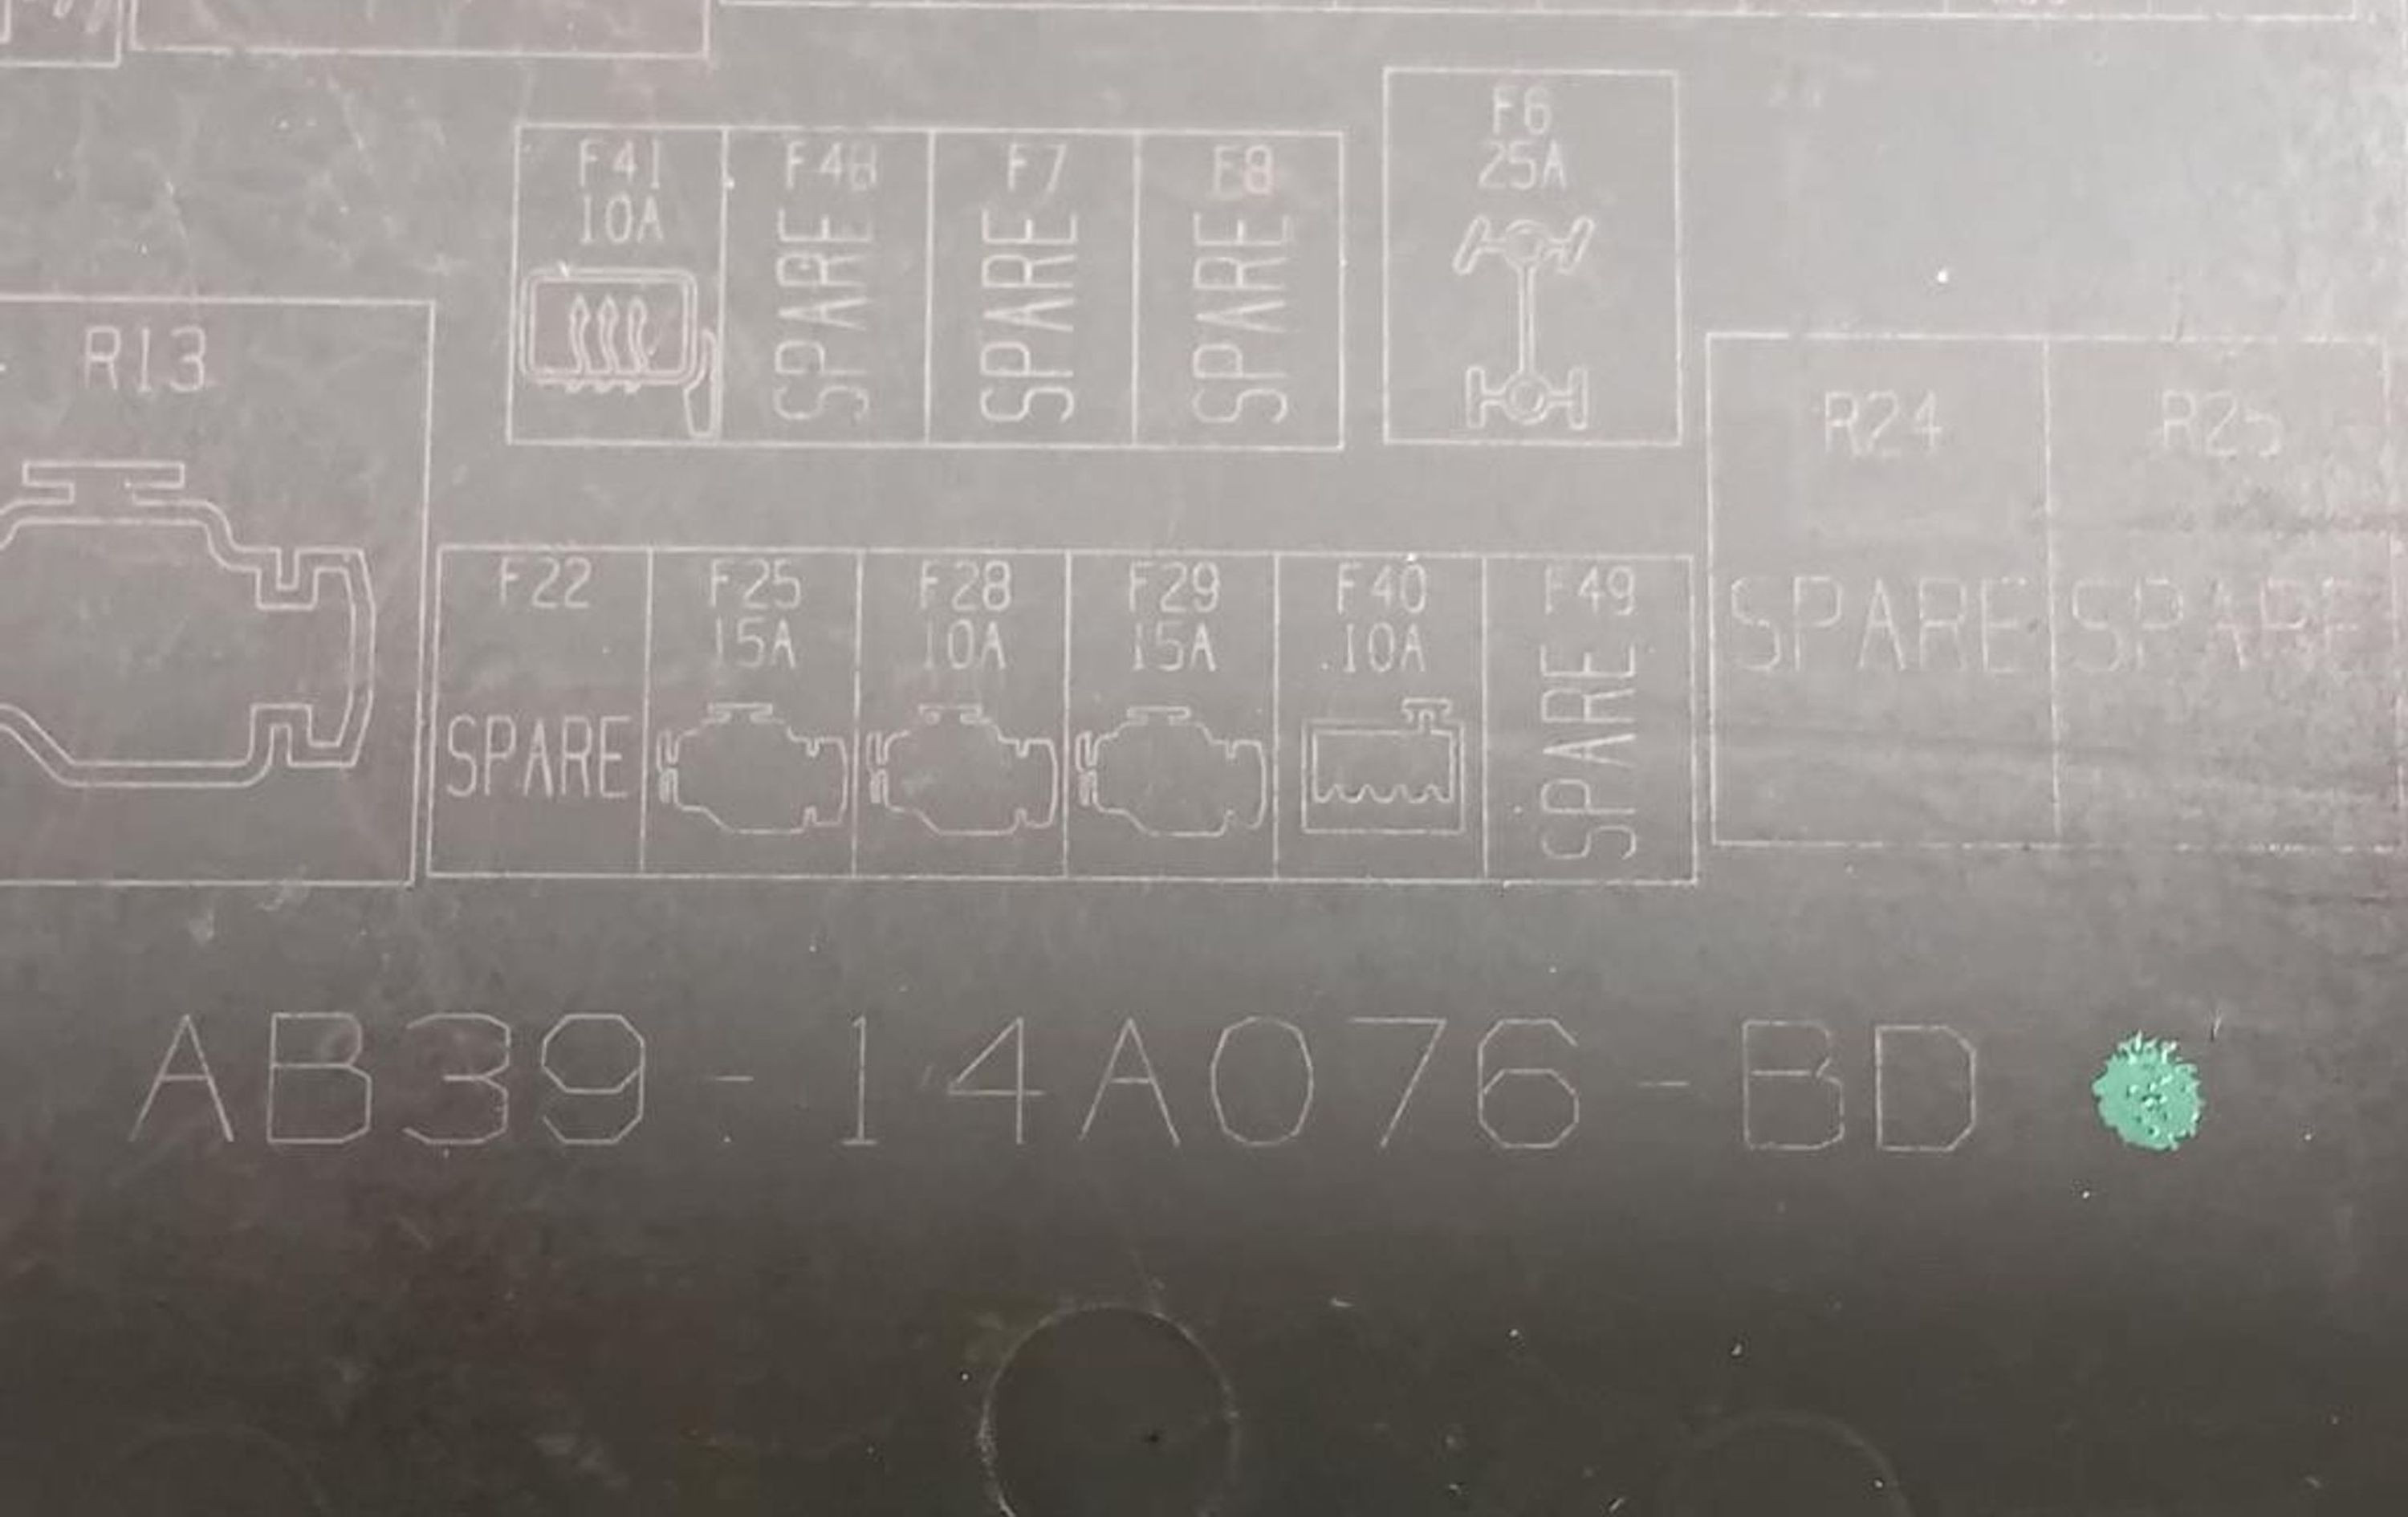 F41 F48 F7 F8 F6
10A 25A
SPARE SPARE SPARE
R13
R24 R25
F22 F25 F28 F29 F40 F49
15A 10A 15A 10A
SPARE SPARE SPARE SPARE
AB39-14A076-BD